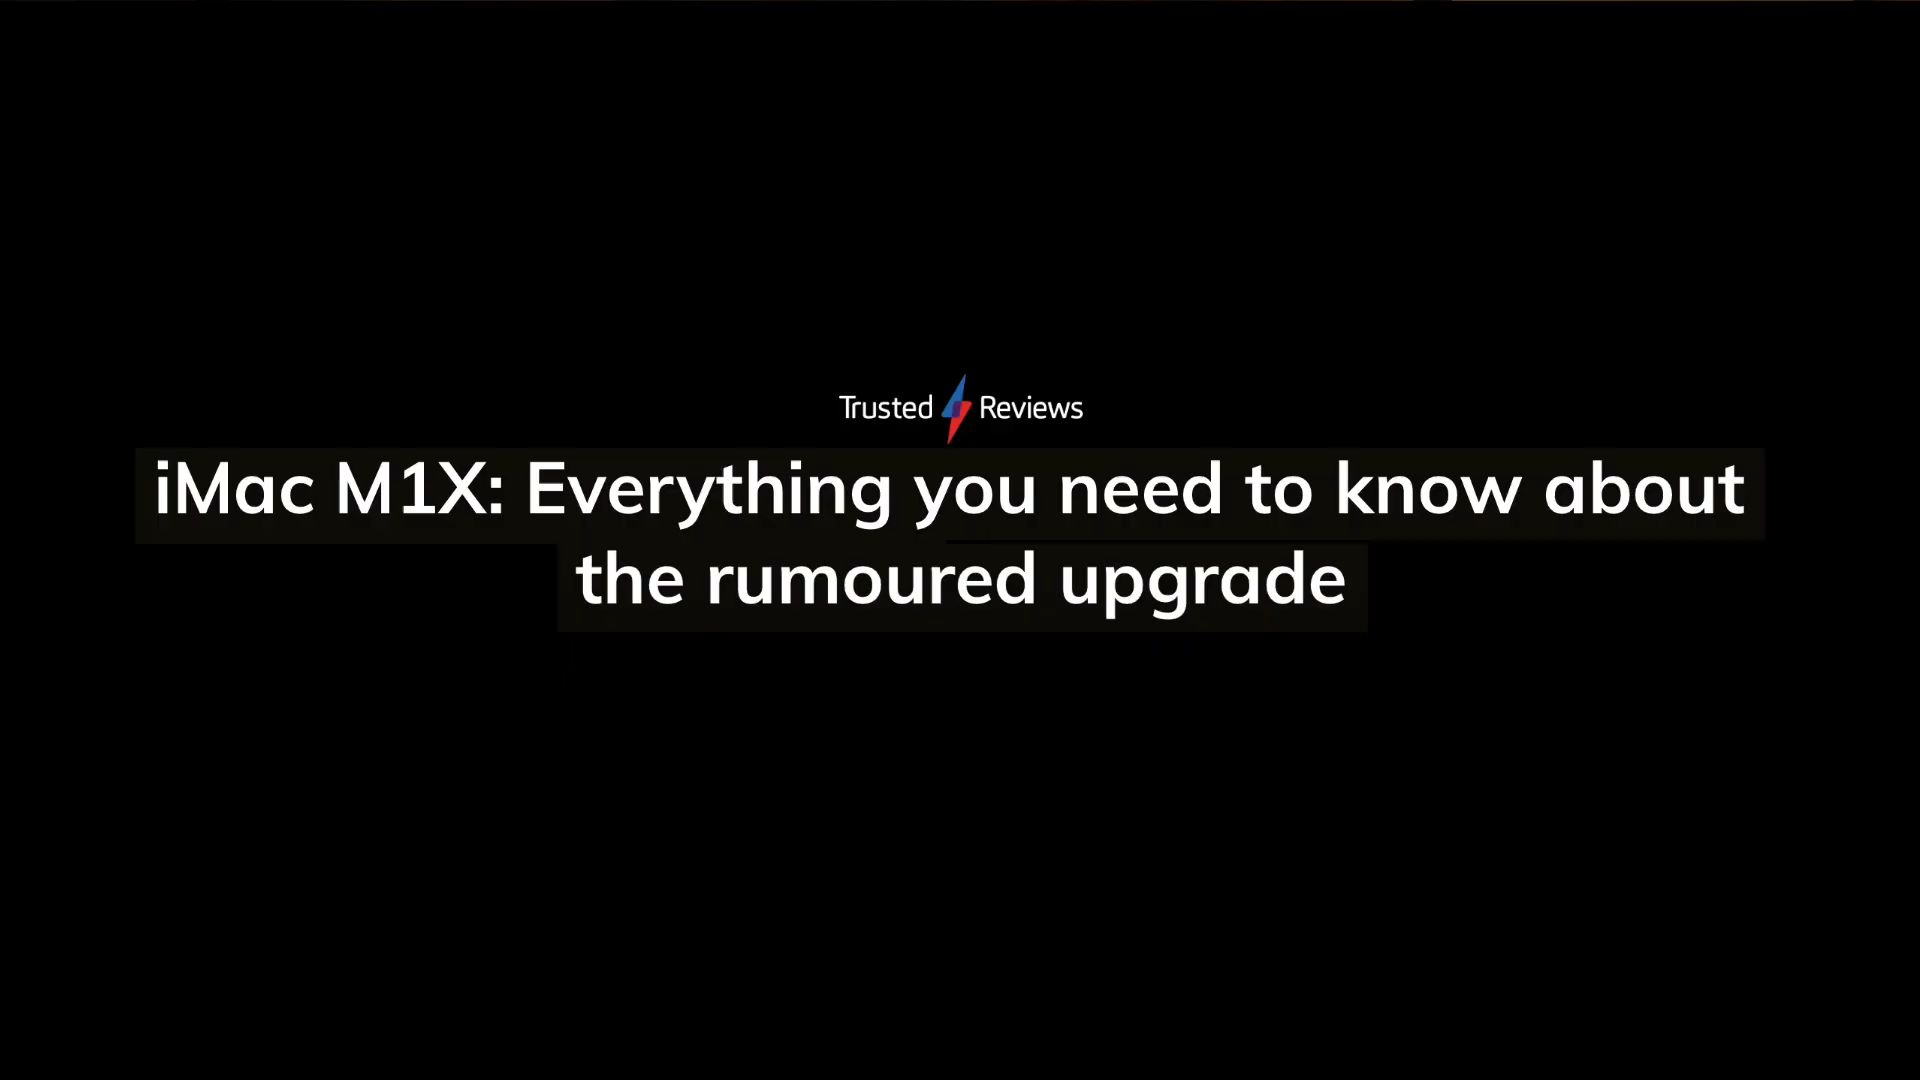 Trusted Reviews
iMac M1X: Everything you need to know about
the rumoured upgrade